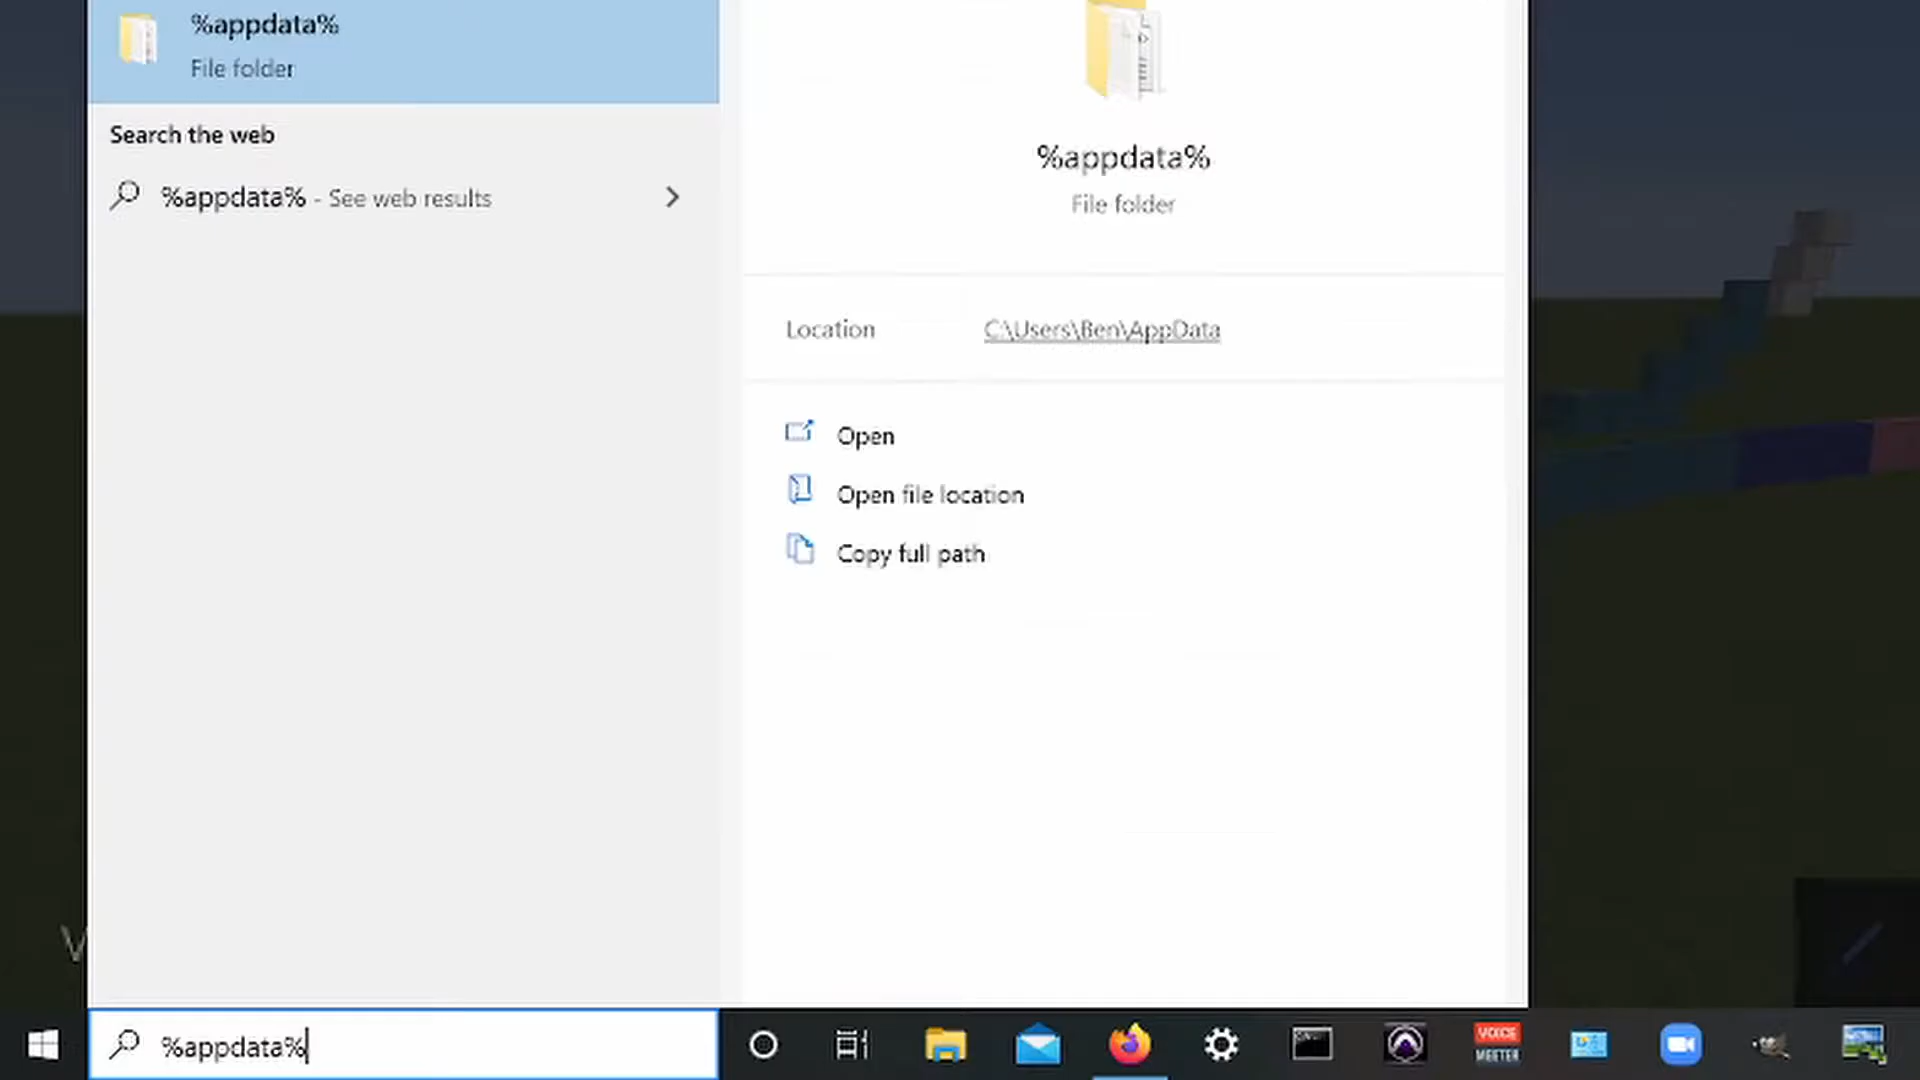 %appdata%
File folder
Search the web
%appdata% - See web results
%appdata%
File folder
Location C:\Users\Ben\AppData
Open
Open file location
Copy full path
V
%appdata%
VOICE
MEETER